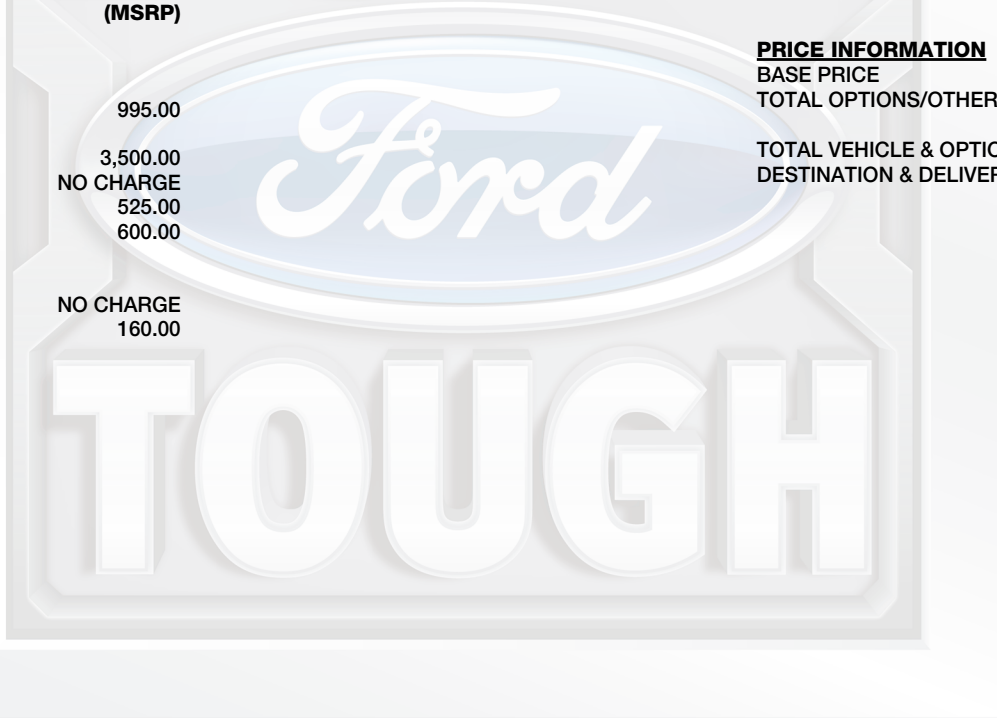 (MSRP)
995.00
3,500.00
NO CHARGE
525.00
600.00
NO CHARGE
160.00
PRICE INFORMATION
BASE PRICE
TOTAL OPTIONS/OTHER
TOTAL VEHICLE & OPTIO
DESTINATION & DELIVER
Ford
TOUGH